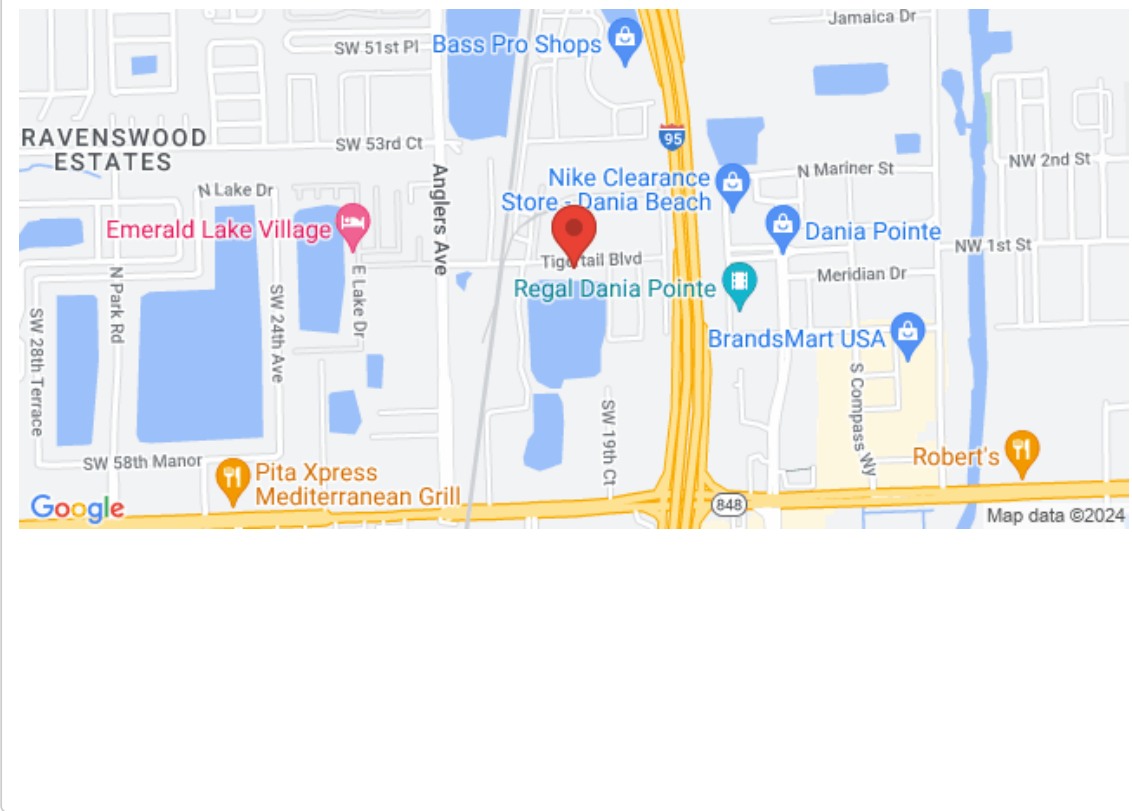 Jamaica Dr
SW 51st Pl
Bass Pro Shops
95
RAVENSWOOD
ESTATES
SW 53rd Ct
NW 2nd St
N Mariner St
Anglers Ave
Nike Clearance
Store - Dania Beach
N Lake Dr
Emerald Lake Village
Dania Pointe
NW 1st St
Tigertail Blvd
Meridian Dr
N Park Rd
E Lake Dr
Regal Dania Pointe
SW 24th Ave
SW 28th Terrace
BrandsMart USA
S Compass Wy
SW 19th Ct
SW 58th Manor
Robert's
Pita Xpress
Mediterranean Grill
848
Google
Map data ©2024